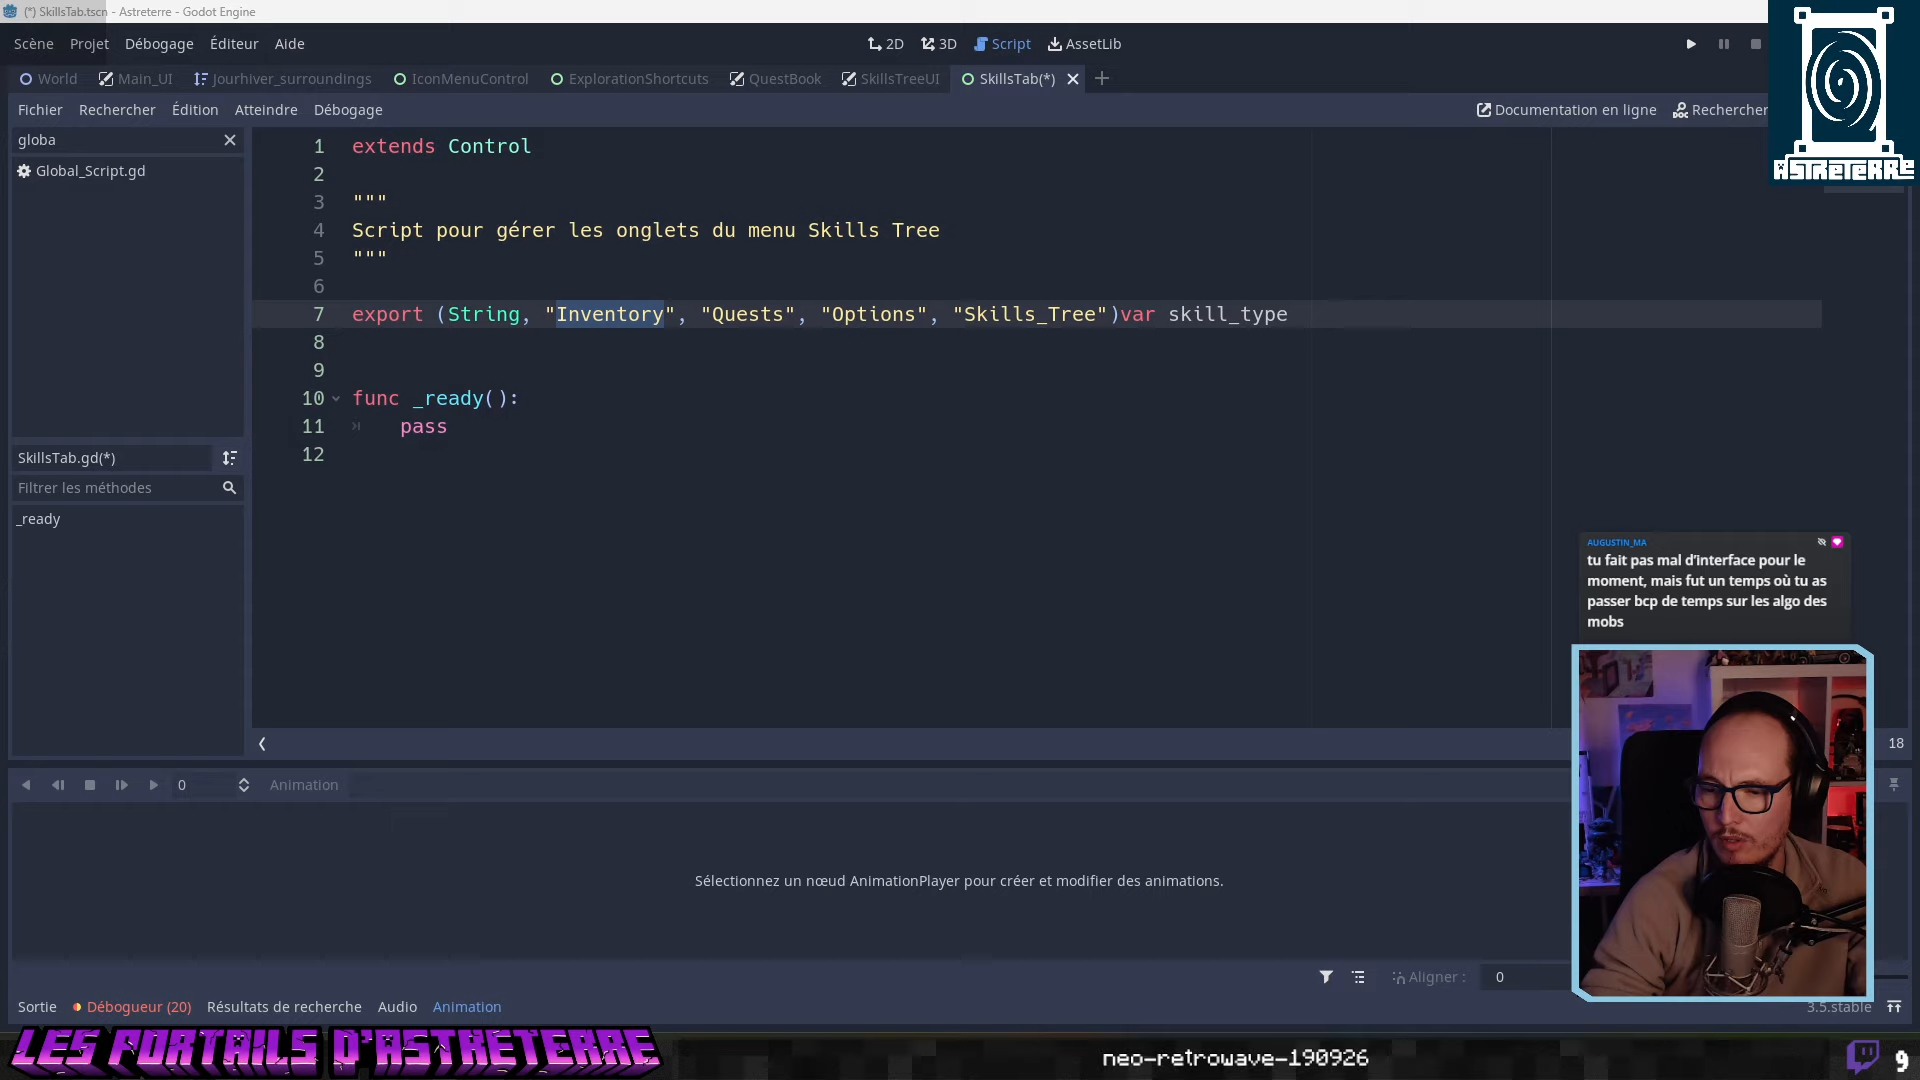 (*) SkillsTab.tscn - Astreterre - Godot Engine
Scène Projet Débogage Éditeur Aide
2D 3D Script AssetLib
World Main_UI Jourhiver_surroundings IconMenuControl ExplorationShortcuts QuestBook SkillsTreeUI SkillsTab(*)
Fichier Rechercher Édition Atteindre Débogage
Documentation en ligne Rechercher
ASTRETERRE
globa
Global_Script.gd
SkillsTab.gd(*)
Filtrer les méthodes
_ready
1 extends Control
2
3 """
4 Script pour gérer les onglets du menu Skills Tree
5 """
6
7 export (String, "Inventory", "Quests", "Options", "Skills_Tree")var skill_type
8
9
10 func _ready():
11 pass
12
AUGUSTIN_MA
tu fait pas mal d'interface pour le
moment, mais fut un temps où tu as
passer bcp de temps sur les algo des
mobs
18
0 Animation
Sélectionnez un nœud AnimationPlayer pour créer et modifier des animations.
Aligner : 0
Sortie Débogueur (20) Résultats de recherche Audio Animation
3.5.stable
LES PORTAILS D'ASTRETERRE
neo-retrowave-190926
9